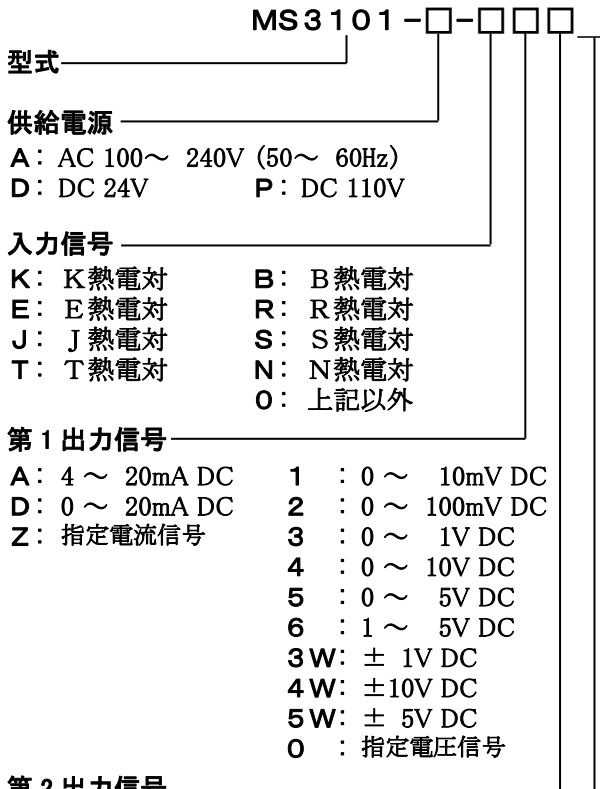 MS3101-□-□□□
型式
供給電源
A: AC 100～ 240V (50～ 60Hz)
D: DC 24V P: DC 110V
入力信号
K: K熱電対 B: B熱電対
E: E熱電対 R: R熱電対
J: J熱電対 S: S熱電対
T: T熱電対 N: N熱電対
0: 上記以外
第1出力信号
A: 4～ 20mA DC 1 : 0～ 10mV DC
D: 0～ 20mA DC 2 : 0～ 100mV DC
Z: 指定電流信号 3 : 0～ 1V DC
4 : 0～ 10V DC
5 : 0～ 5V DC
6 : 1～ 5V DC
3W: ± 1V DC
4W: ±10V DC
5W: ± 5V DC
0 : 指定電圧信号
第2出力信号